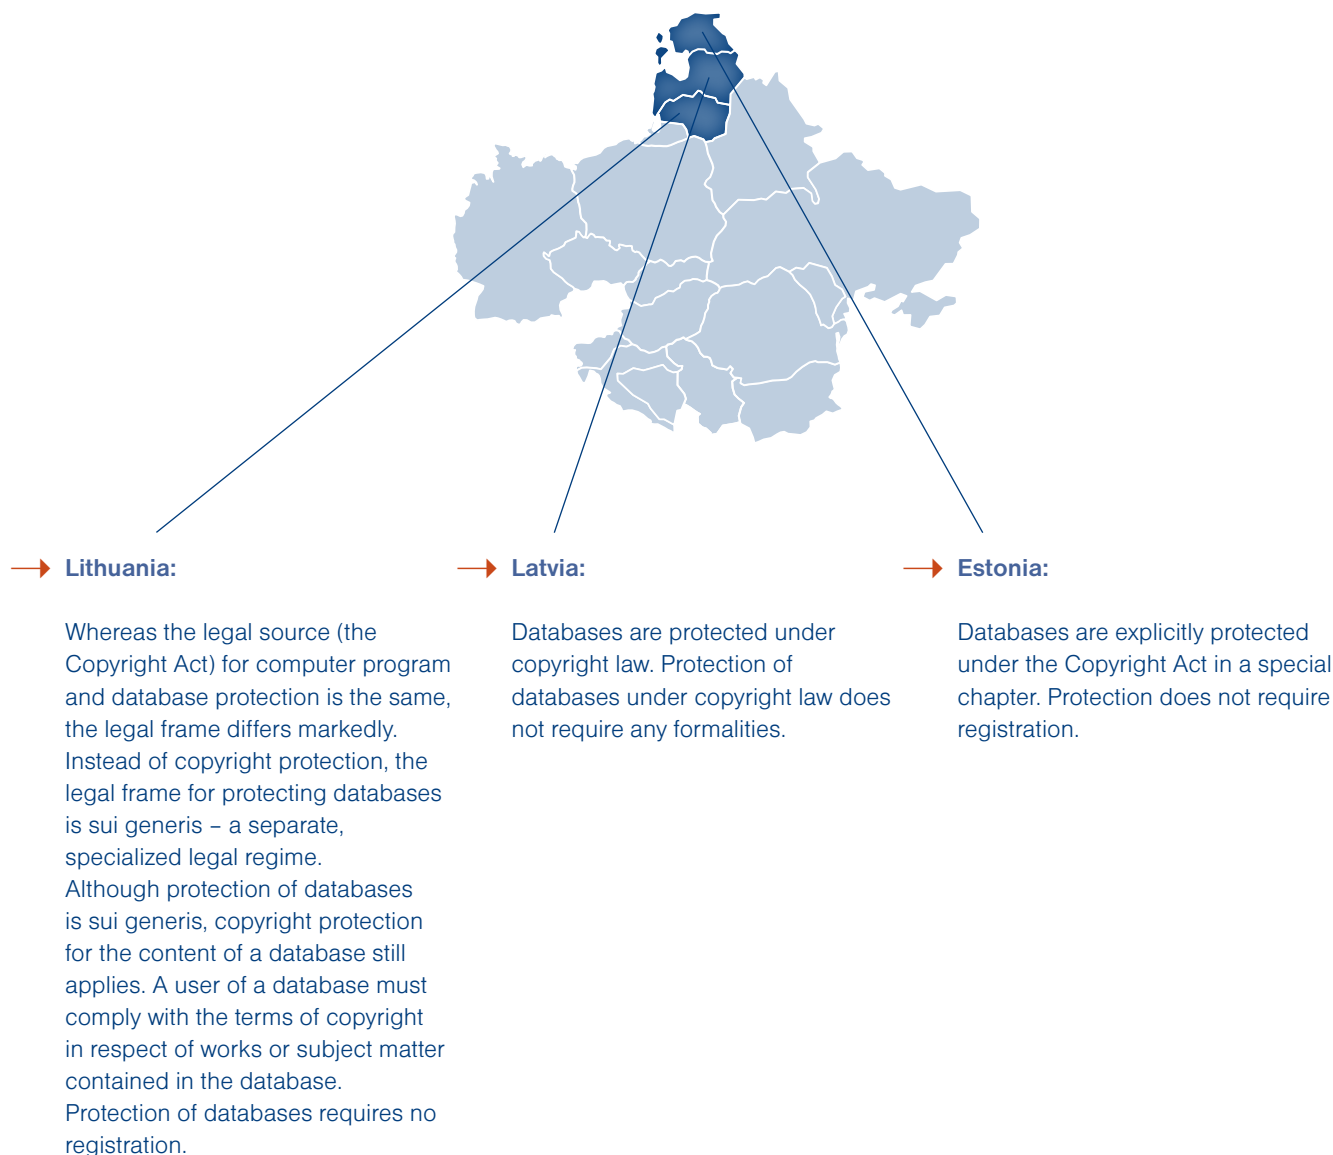 Lithuania:
Whereas the legal source (the
Copyright Act) for computer program
and database protection is the same,
the legal frame differs markedly.
Instead of copyright protection, the
legal frame for protecting databases
is sui generis – a separate,
specialized legal regime.
Although protection of databases
is sui generis, copyright protection
for the content of a database still
applies. A user of a database must
comply with the terms of copyright
in respect of works or subject matter
contained in the database.
Protection of databases requires no
registration.
Latvia:
Databases are protected under
copyright law. Protection of
databases under copyright law does
not require any formalities.
Estonia:
Databases are explicitly protected
under the Copyright Act in a special
chapter. Protection does not require
registration.